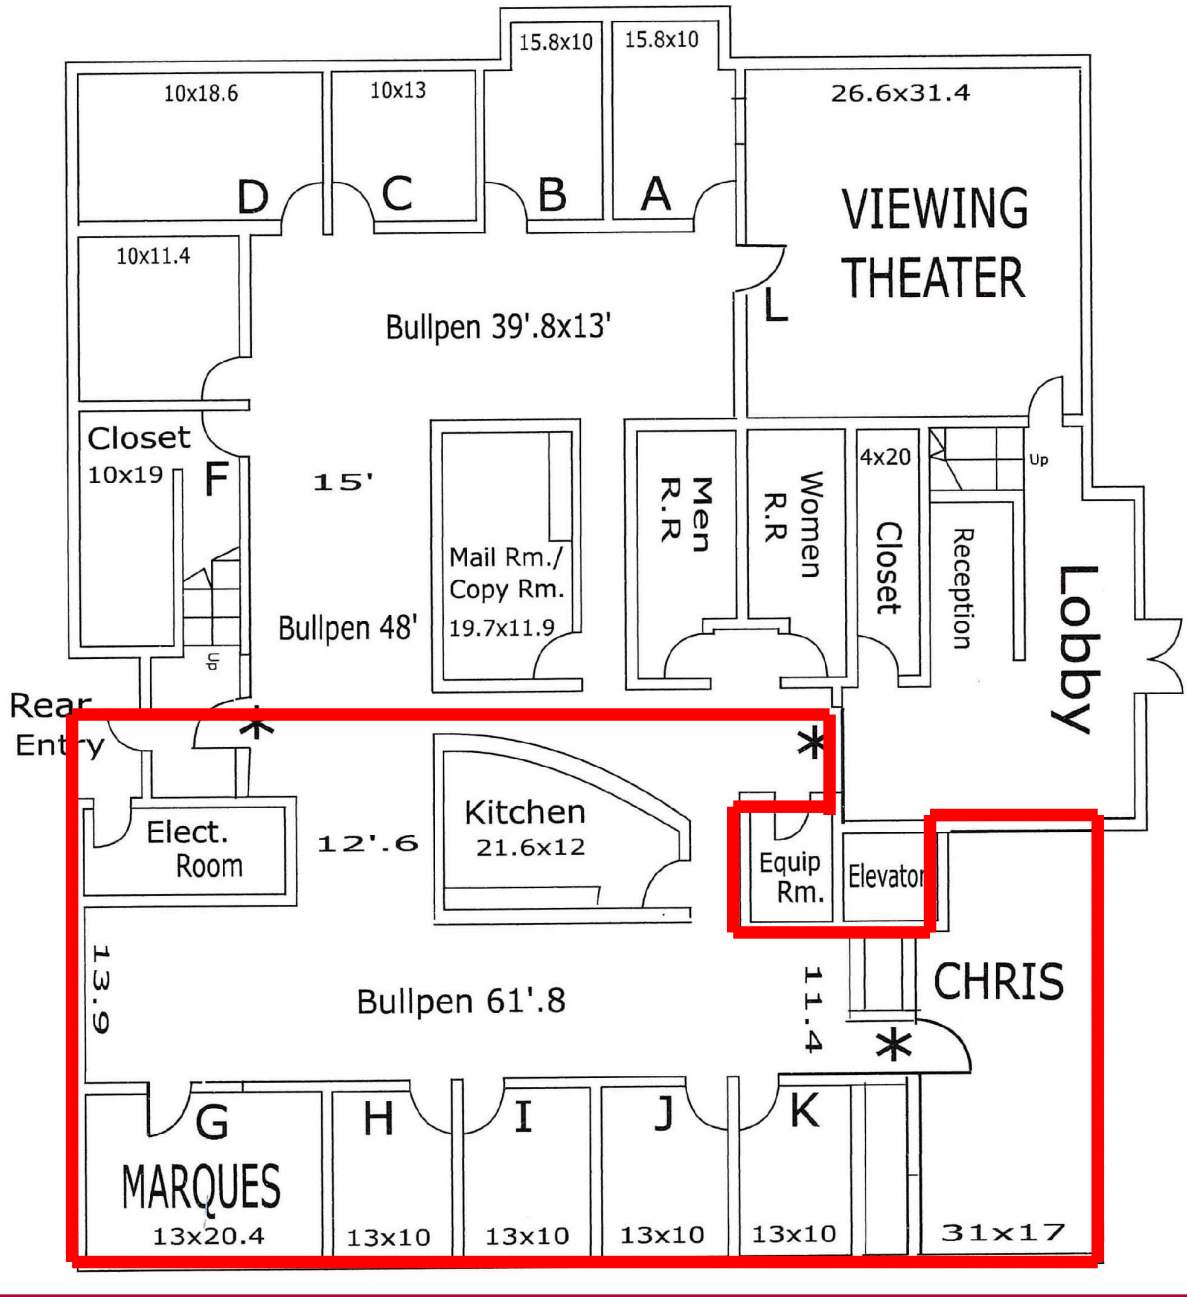 15.8x10
15.8x10
10x18.6
10x13
26.6x31.4
D
C
B
A
VIEWING
THEATER
10x11.4
L
Bullpen 39'.8x13'
Closet
10x19
F
15'
4x20
Up
Men
R.R
Women
R.R
Closet
Reception
Lobby
Mail Rm./
Copy Rm.
19.7x11.9
Bullpen 48'
Up
Rear
Entry
*
*
Kitchen
21.6x12
Elect.
Room
12'.6
Equip
Rm.
Elevator
13.9
Bullpen 61'.8
11.4
CHRIS
*
G
H
I
J
K
MARQUES
13x20.4
13x10
13x10
13x10
13x10
31x17